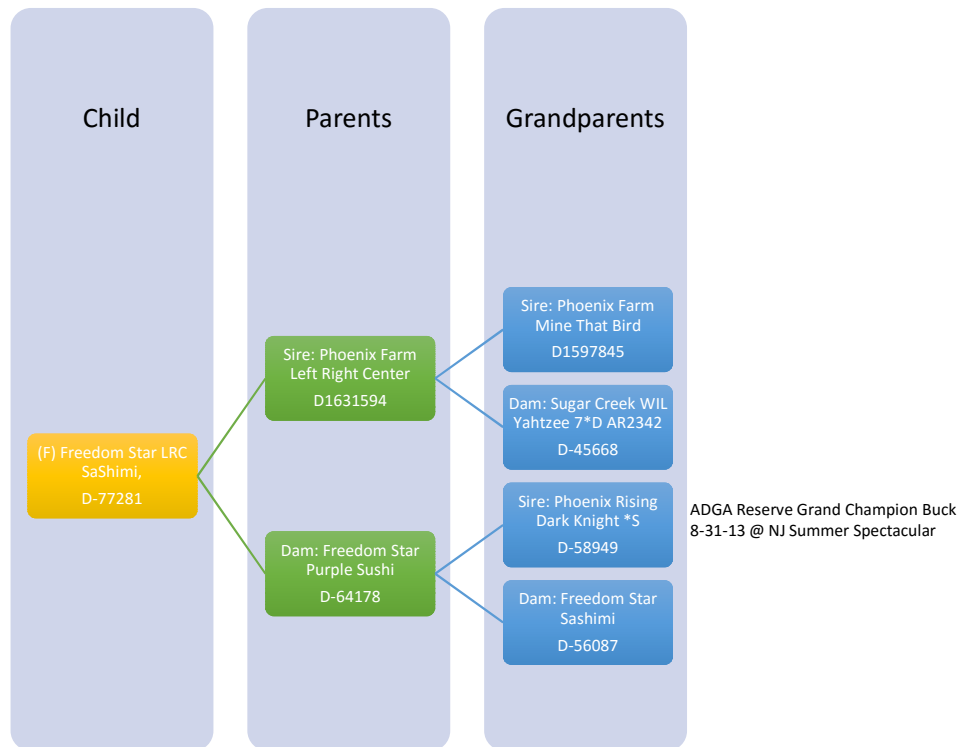 Child
Parents
Grandparents
(F) Freedom Star LRC
SaShimi,
D-77281
Sire: Phoenix Farm
Left Right Center
D1631594
Dam: Freedom Star
Purple Sushi
D-64178
Sire: Phoenix Farm
Mine That Bird
D1597845
Dam: Sugar Creek WIL
Yahtzee 7*D AR2342
D-45668
Sire: Phoenix Rising
Dark Knight *S
D-58949
ADGA Reserve Grand Champion Buck
8-31-13 @ NJ Summer Spectacular
Dam: Freedom Star
Sashimi
D-56087